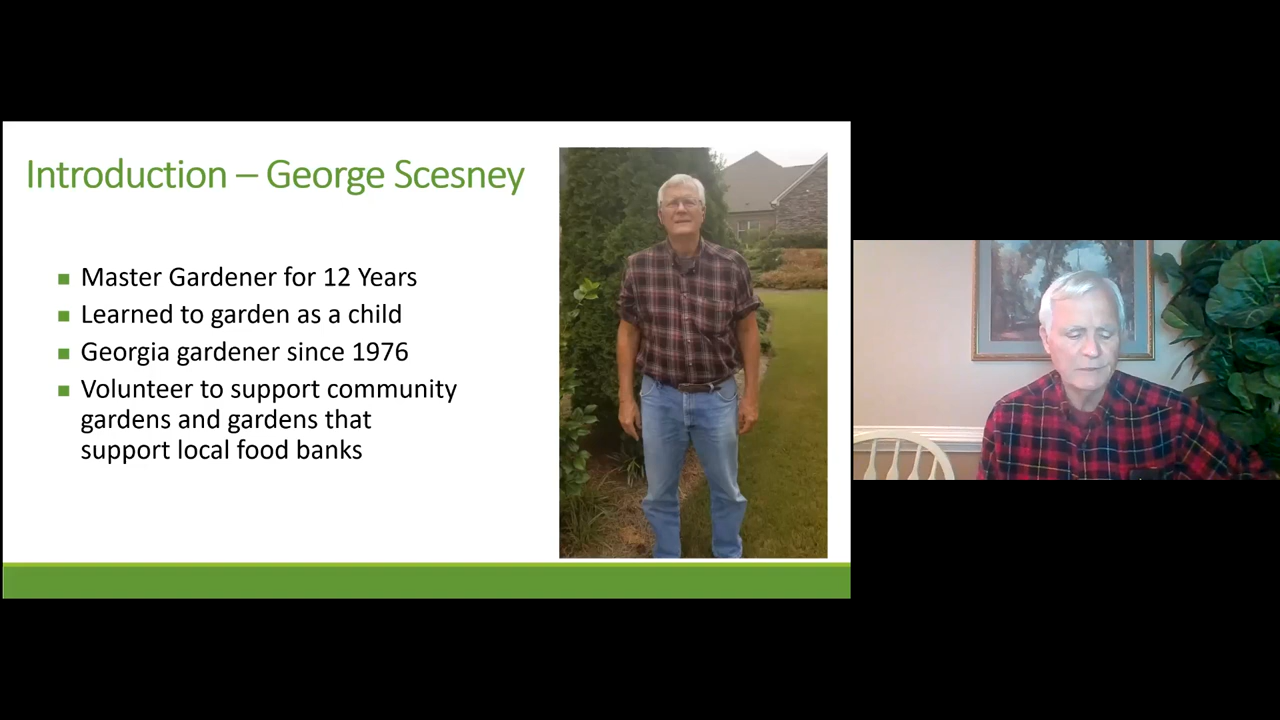 Introduction – George Scesney
Master Gardener for 12 Years
Learned to garden as a child
Georgia gardener since 1976
Volunteer to support community
gardens and gardens that
support local food banks